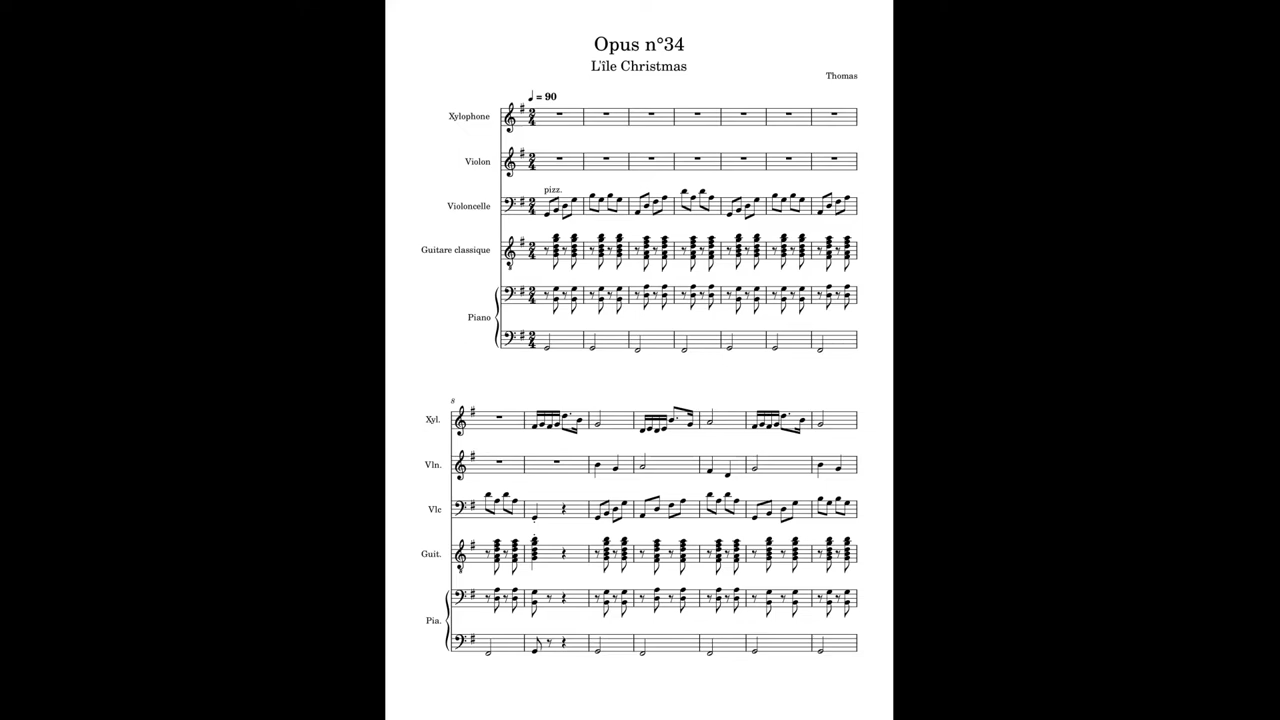 Opus n°34
L'île Christmas
Thomas
♩ = 90
Xylophone
Violon
pizz.
Violoncelle
Guitare classique
Piano
8
Xyl.
Vln.
Vlc
Guit.
Pia.